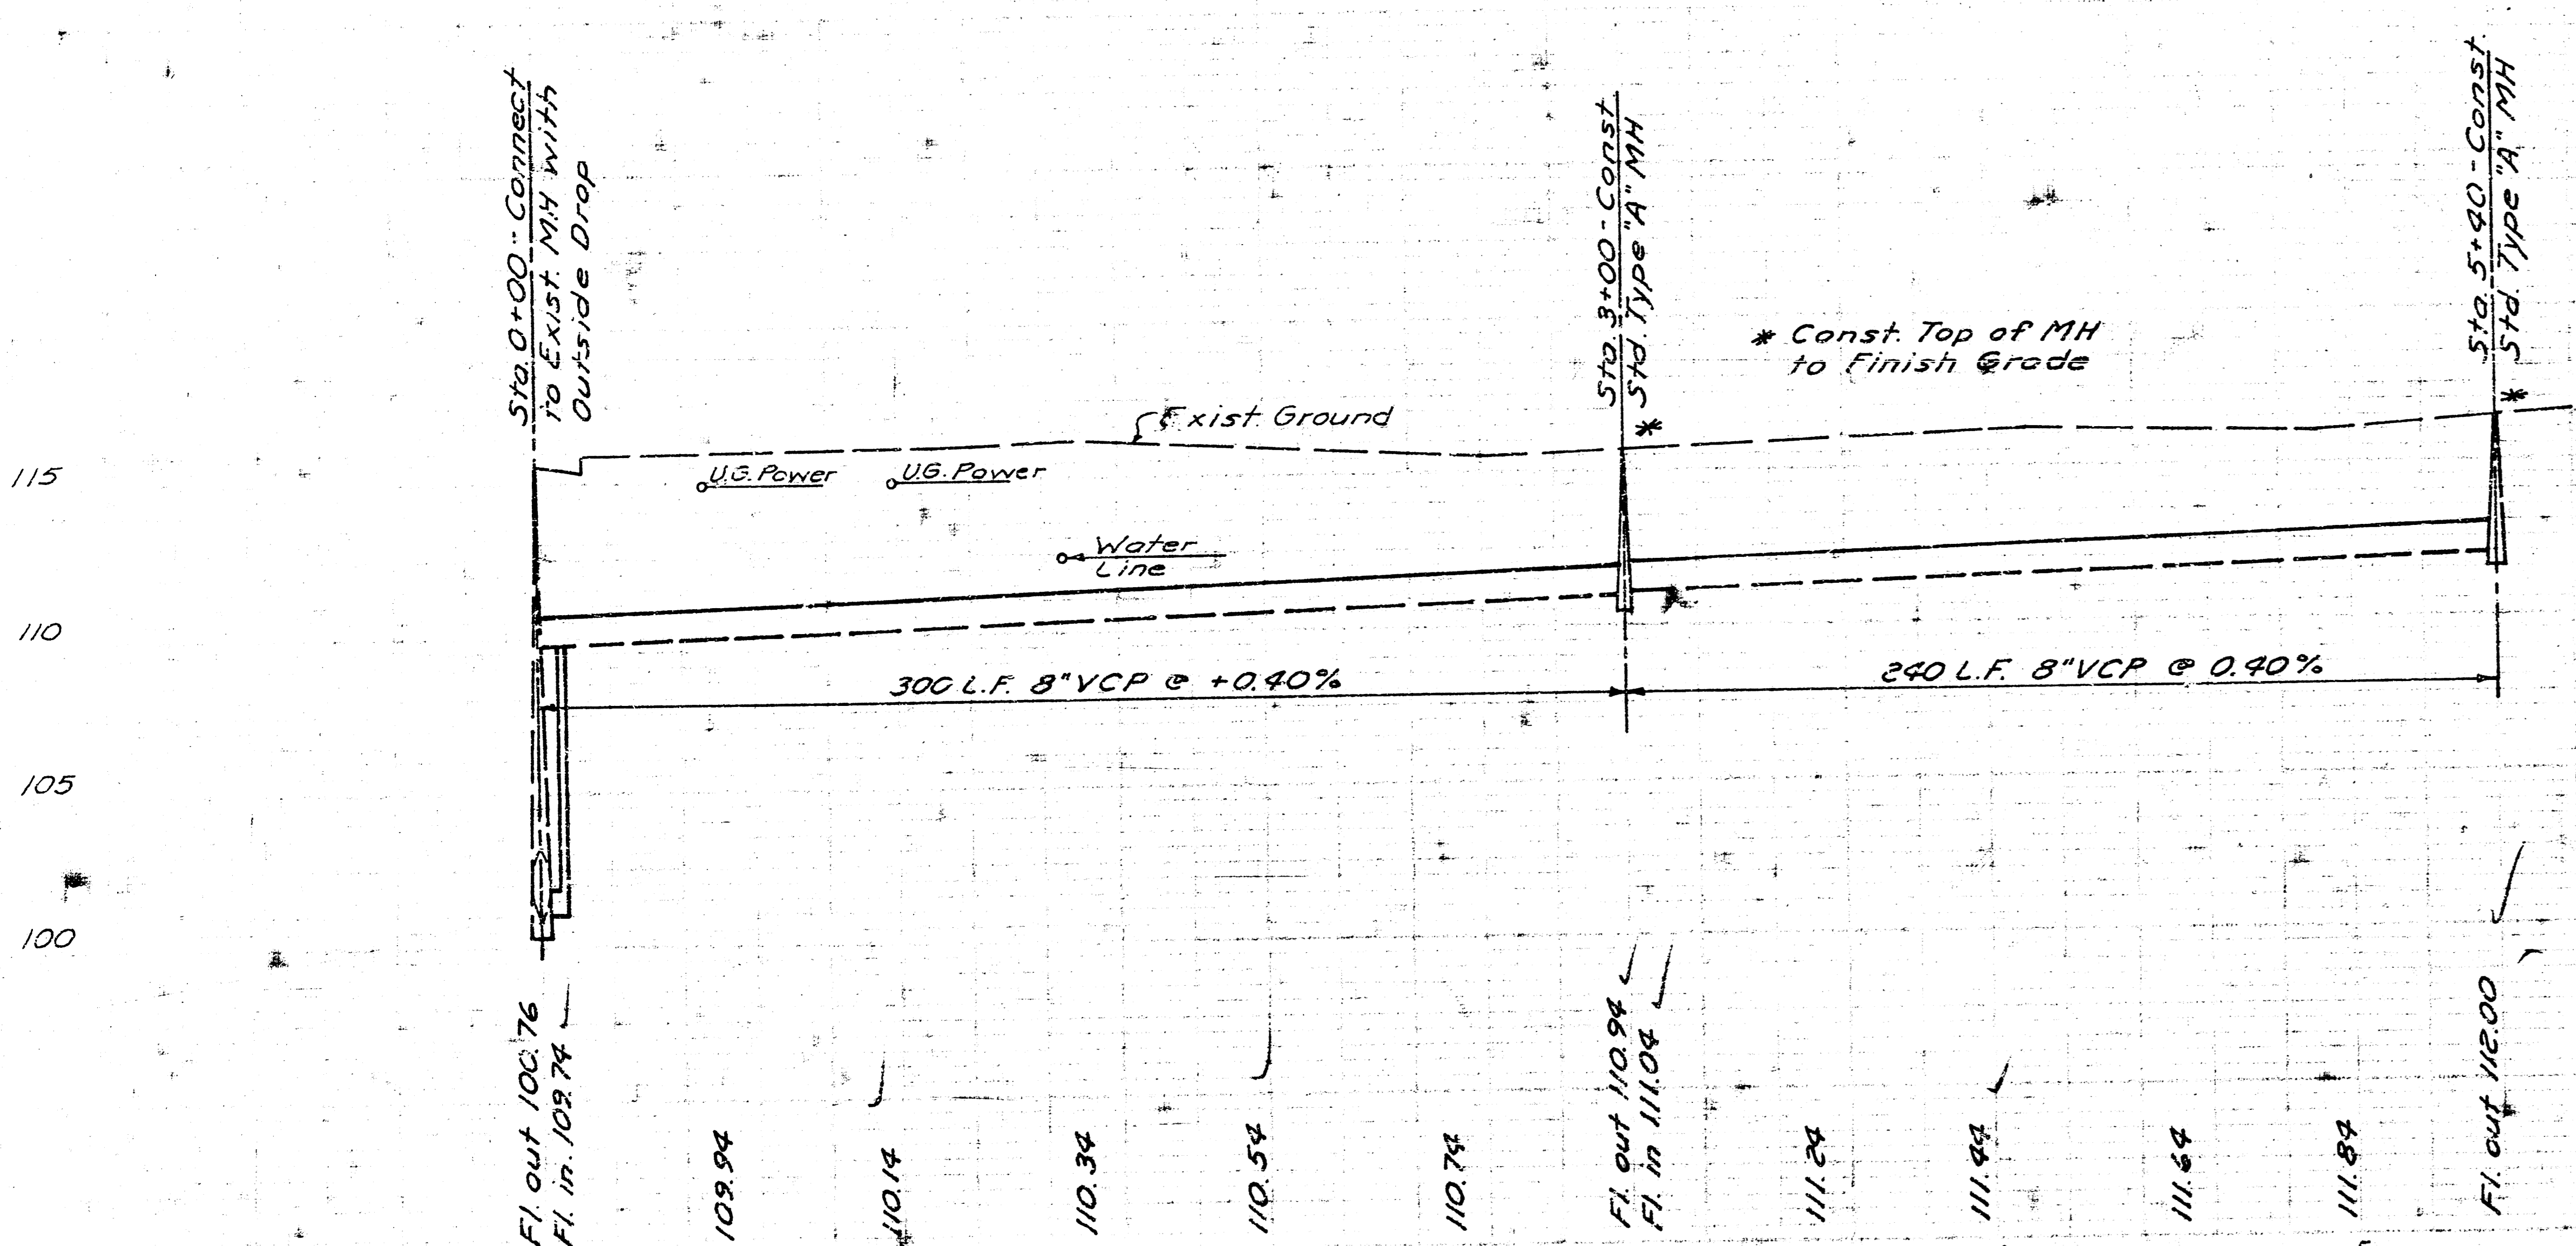 Sta. 0+00 - Connect
to Exist. M.H with
Outside Drop
Sta. 3+00 - Const
Std. Type "A" MH
*
Sta. 5+40 - Const.
Std. Type "A" MH
*
* Const. Top of MH
to Finish Grade
Exist. Ground
115
U.G. Power
U.G. Power
Water
Line
110
300 L.F. 8" VCP @ +0.40%
240 L.F. 8" VCP @ 0.40%
105
100
Fl. out 100.76
Fl. in. 109.74
109.94
110.14
110.34
110.54
110.74
Fl. out 110.94
Fl. in 111.04
111.24
111.44
111.64
111.84
Fl. out 112.00